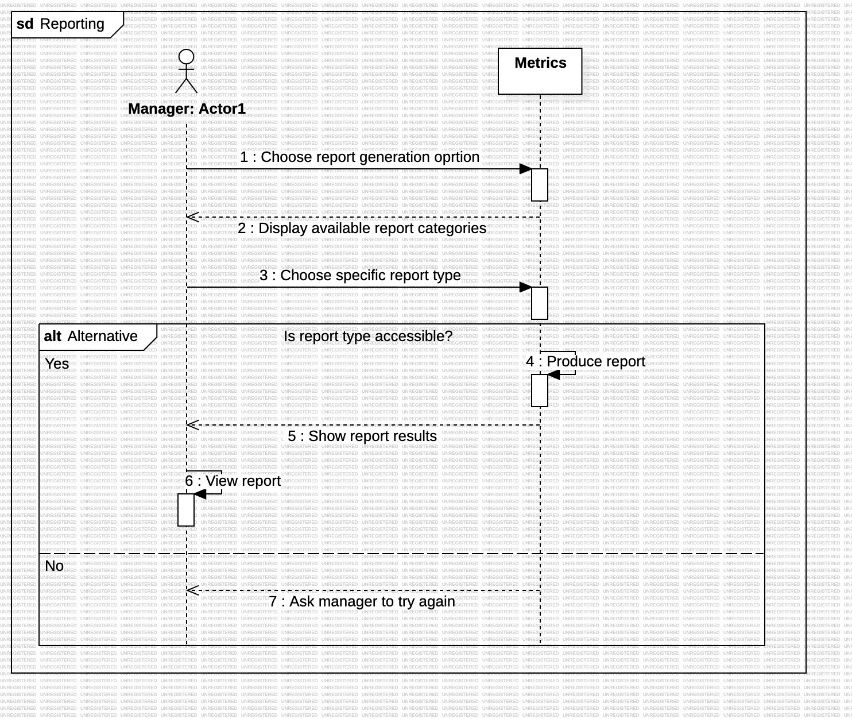 sd Reporting
Manager: Actor1
Metrics
1 : Choose report generation oprtion
2 : Display available report categories
3 : Choose specific report type
alt Alternative
Is report type accessible?
Yes
4 : Produce report
5 : Show report results
6 : View report
No
7 : Ask manager to try again
UNREGISTERED